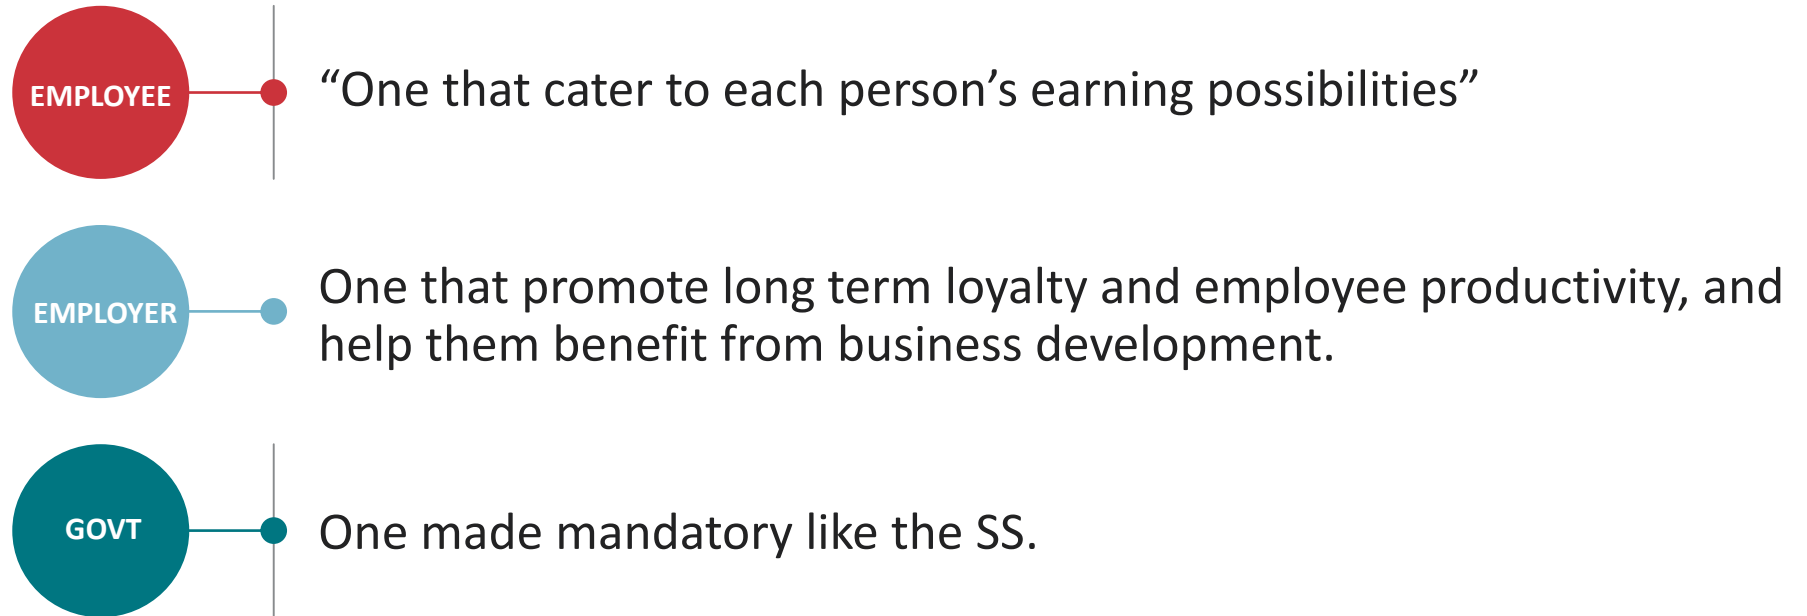 EMPLOYEE
“One that cater to each person’s earning possibilities”
EMPLOYER
One that promote long term loyalty and employee productivity, and
help them benefit from business development.
GOVT
One made mandatory like the SS.